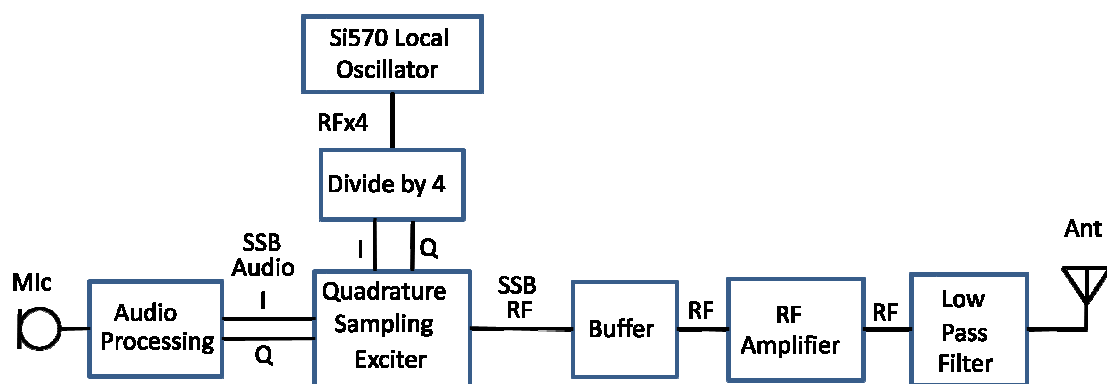 Si570 Local
Oscillator
RFx4
Divide by 4
I Q
SSB
Audio
I
Q
MIc
Audio
Processing
Quadrature
Sampling
Exciter
SSB
RF
Buffer
RF
RF
Amplifier
RF
Low
Pass
Filter
Ant